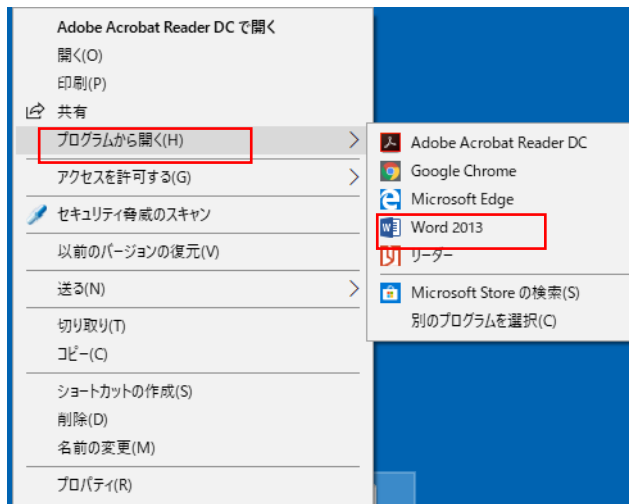 Adobe Acrobat Reader DC で開く
開く(O)
印刷(P)
共有
プログラムから開く(H)
アクセスを許可する(G)
セキュリティ脅威のスキャン
以前のバージョンの復元(V)
送る(N)
切り取り(T)
コピー(C)
ショートカットの作成(S)
削除(D)
名前の変更(M)
プロパティ(R)
Adobe Acrobat Reader DC
Google Chrome
Microsoft Edge
Word 2013
リーダー
Microsoft Store の検索(S)
別のプログラムを選択(C)